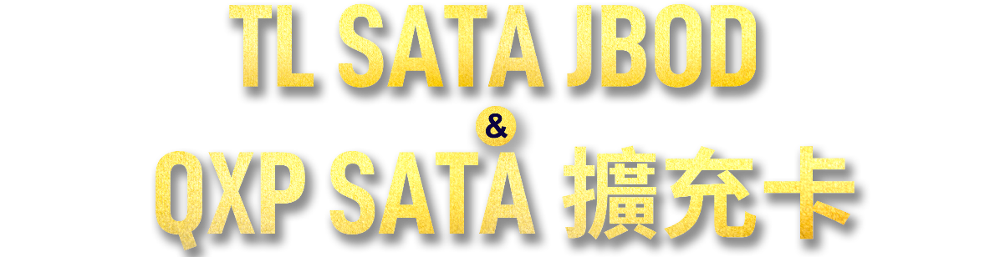 TL SATA JBOD
&
QXP SATA 擴充卡